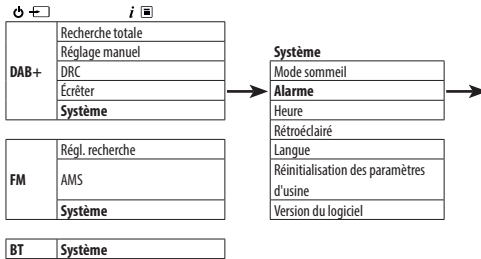 i
DAB+
Recherche totale
Réglage manuel
DRC
Écrêter
Système
FM
Régl. recherche
AMS
Système
BT
Système
Système
Mode sommeil
Alarme
Heure
Rétroéclairé
Langue
Réinitialisation des paramètres
d'usine
Version du logiciel